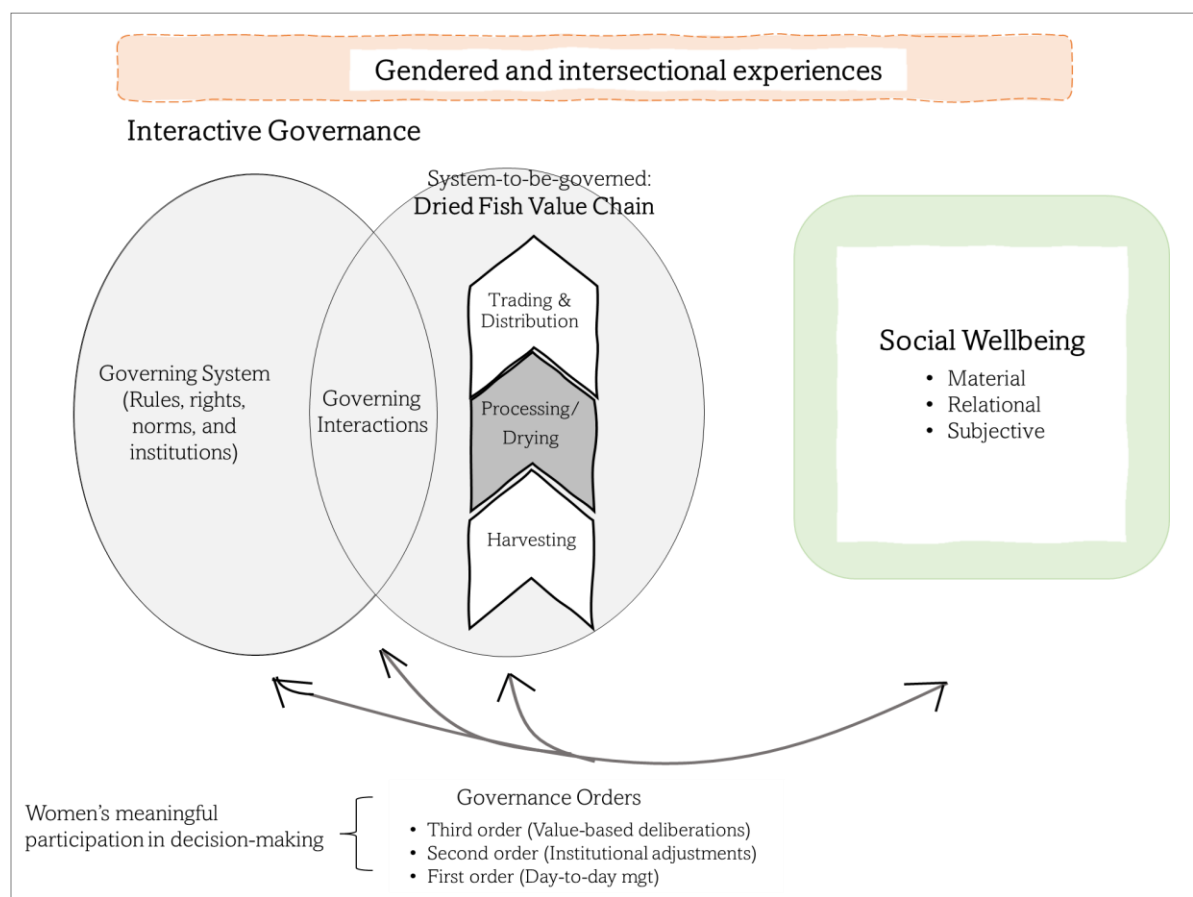 Gendered and intersectional experiences
Interactive Governance
System-to-be-governed:
Dried Fish Value Chain
Trading &
Distribution
Processing/
Drying
Harvesting
Governing System
(Rules, rights,
norms, and
institutions)
Governing
Interactions
Social Wellbeing
• Material
• Relational
• Subjective
Women's meaningful
participation in decision-making
Governance Orders
• Third order (Value-based deliberations)
• Second order (Institutional adjustments)
• First order (Day-to-day mgt)